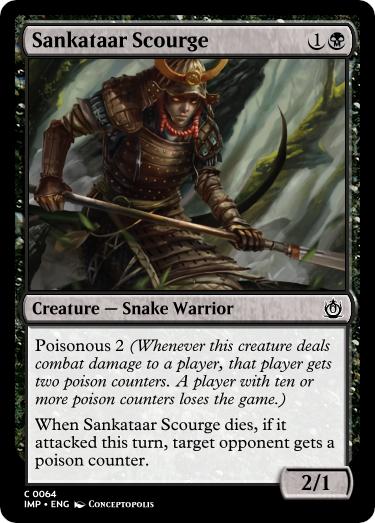 Sankataar Scourge 1
Creature — Snake Warrior
Poisonous 2 (Whenever this creature deals
combat damage to a player, that player gets
two poison counters. A player with ten or
more poison counters loses the game.)
When Sankataar Scourge dies, if it
attacked this turn, target opponent gets a
poison counter.
2/1
C 0064
IMP • ENG Conceptopolis